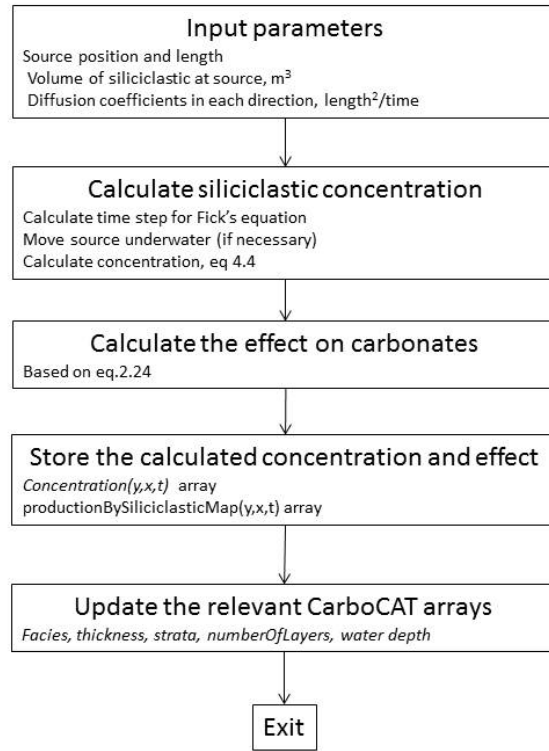 Input parameters
Source position and length
Volume of siliciclastic at source, m³
Diffusion coefficients in each direction, length²/time
Calculate siliciclastic concentration
Calculate time step for Fick's equation
Move source underwater (if necessary)
Calculate concentration, eq 4.4
Calculate the effect on carbonates
Based on eq.2.24
Store the calculated concentration and effect
Concentration(y,x,t) array
productionBySiliciclasticMap(y,x,t) array
Update the relevant CarboCAT arrays
Facies, thickness, strata, numberOfLayers, water depth
Exit